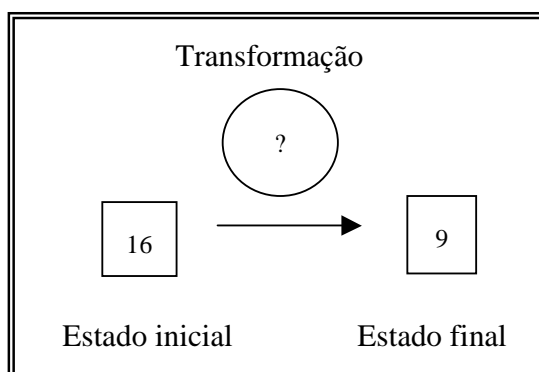 Transformação
?
16
9
Estado inicial
Estado final